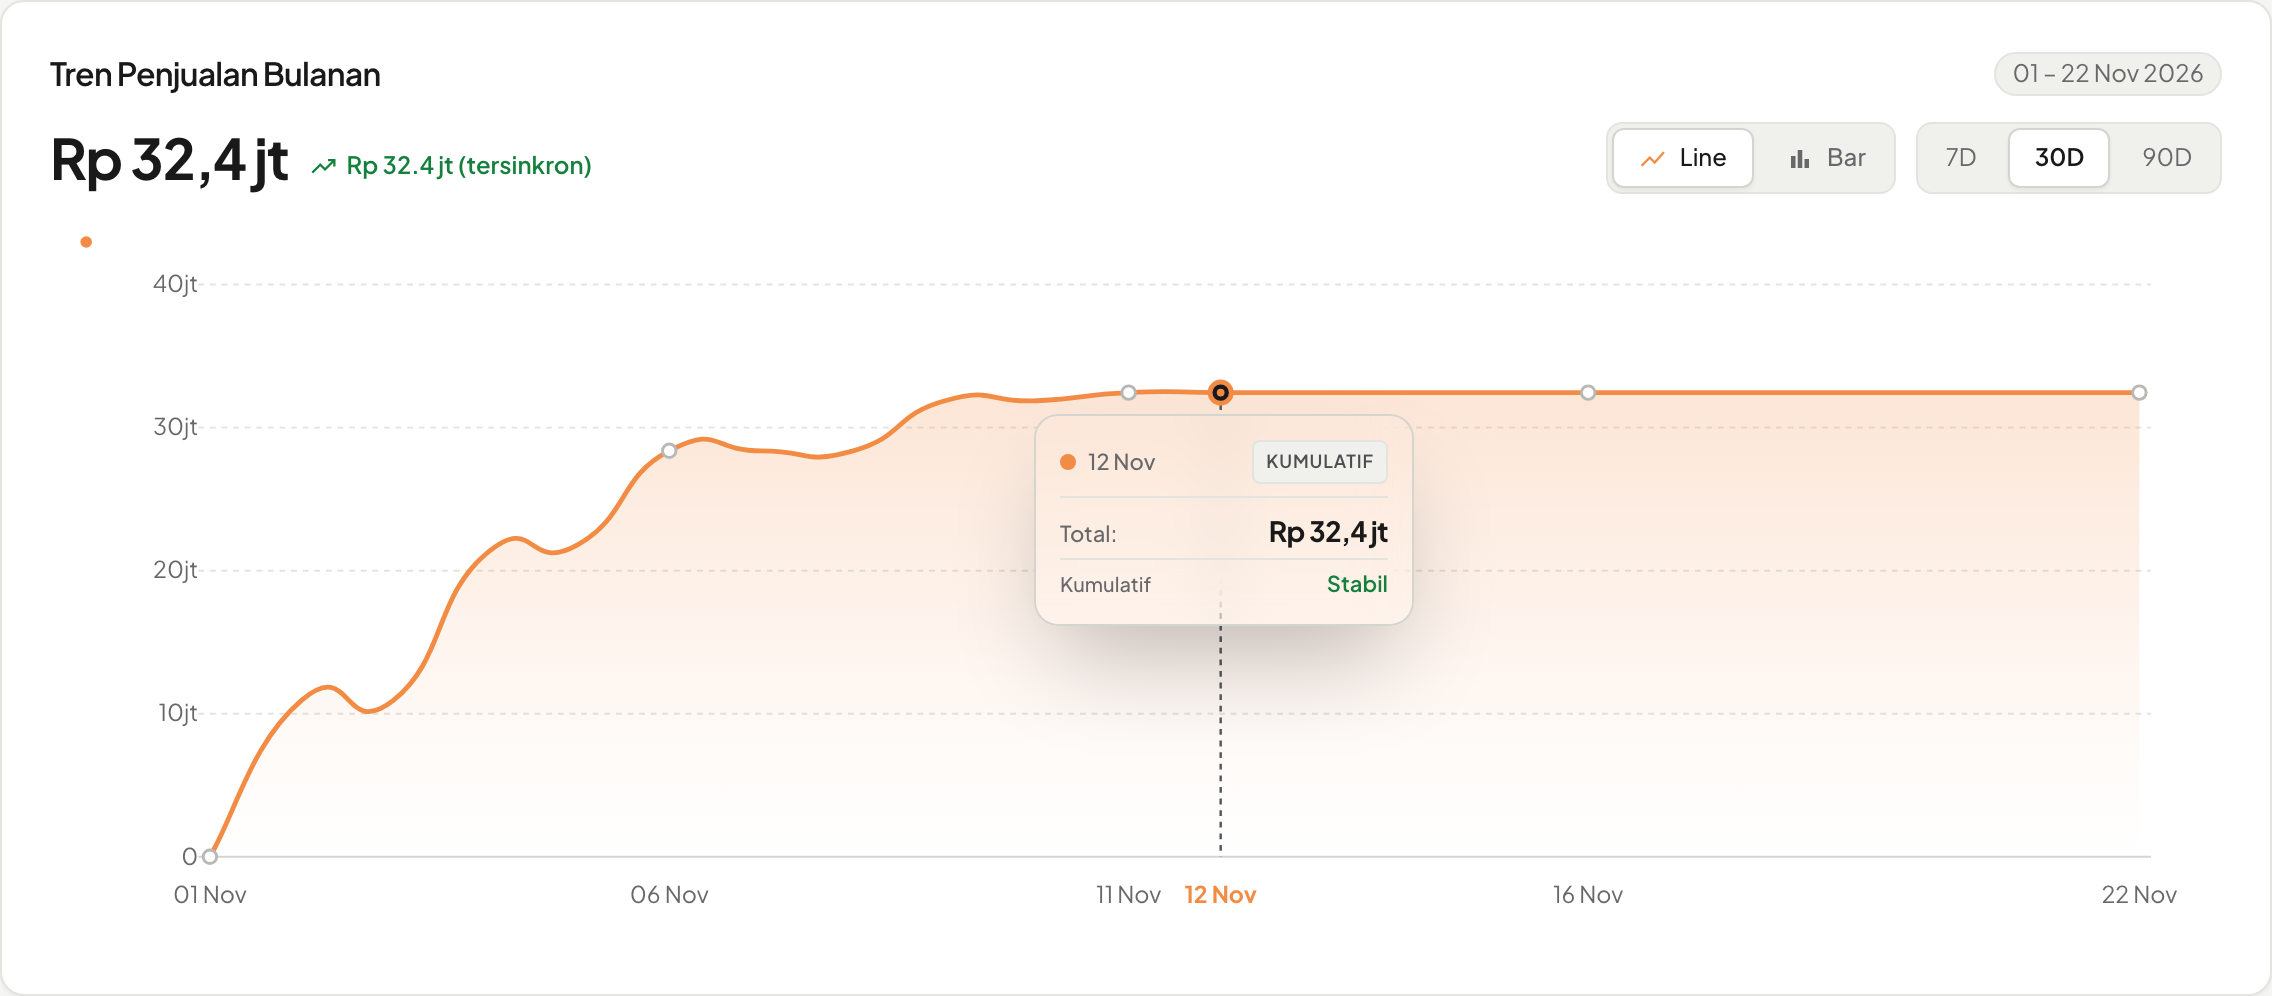 Tren Penjualan Bulanan
01 – 22 Nov 2026
Rp 32,4 jt
Rp 32.4 jt (tersinkron)
Line
Bar
7D
30D
90D
40jt
30jt
20jt
10jt
0
12 Nov
KUMULATIF
Total:
Rp 32,4 jt
Kumulatif
Stabil
01 Nov
06 Nov
11 Nov
12 Nov
16 Nov
22 Nov